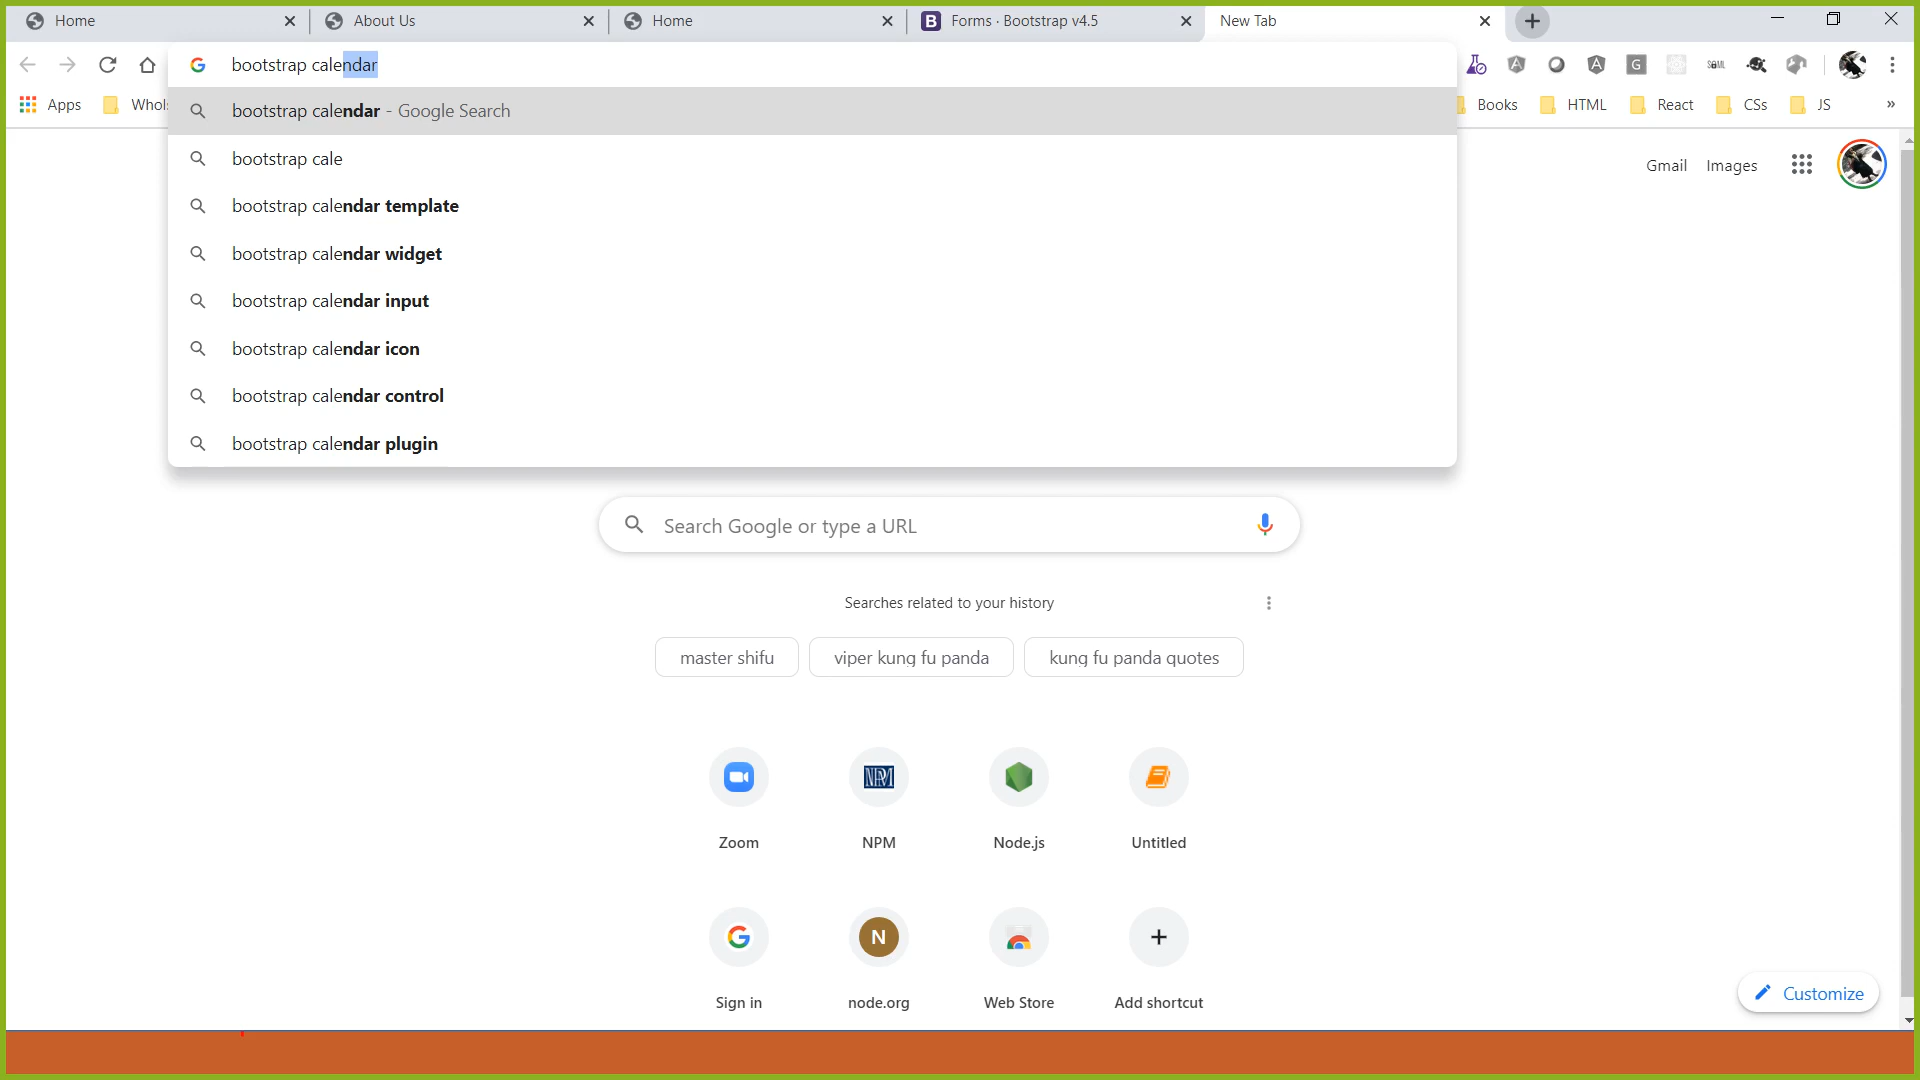 Home
About Us
Home
B Forms · Bootstrap v4.5
New Tab
bootstrap calendar
Apps
Books
HTML
React
CSs
JS
»
bootstrap calendar - Google Search
bootstrap cale
bootstrap calendar template
bootstrap calendar widget
bootstrap calendar input
bootstrap calendar icon
bootstrap calendar control
bootstrap calendar plugin
Gmail Images
Search Google or type a URL
Searches related to your history
master shifu
viper kung fu panda
kung fu panda quotes
Zoom
NPM
Node.js
Untitled
N
Sign in
node.org
Web Store
Add shortcut
Customize